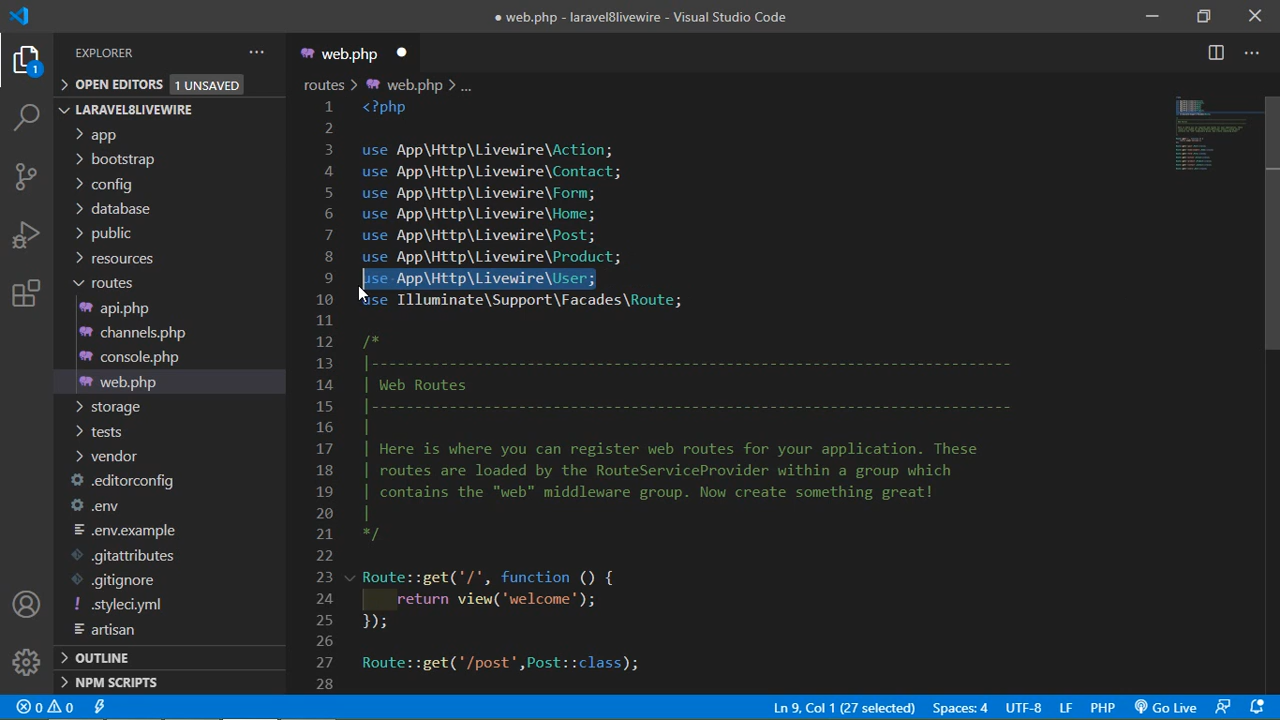 ● web.php - laravel8livewire - Visual Studio Code
EXPLORER
web.php
OPEN EDITORS 1 UNSAVED
routes > web.php > ...
LARAVEL8LIVEWIRE
app
bootstrap
config
database
public
resources
routes
api.php
channels.php
console.php
web.php
storage
tests
vendor
.editorconfig
.env
.env.example
.gitattributes
.gitignore
.styleci.yml
artisan
OUTLINE
NPM SCRIPTS
1
1 <?php
2
3 use App\Http\Livewire\Action;
4 use App\Http\Livewire\Contact;
5 use App\Http\Livewire\Form;
6 use App\Http\Livewire\Home;
7 use App\Http\Livewire\Post;
8 use App\Http\Livewire\Product;
9 use App\Http\Livewire\User;
10 use Illuminate\Support\Facades\Route;
11
12 /*
13 |--------------------------------------------------------------------------
14 | Web Routes
15 |--------------------------------------------------------------------------
16 |
17 | Here is where you can register web routes for your application. These
18 | routes are loaded by the RouteServiceProvider within a group which
19 | contains the "web" middleware group. Now create something great!
20 |
21 */
22
23 Route::get('/', function () {
24 return view('welcome');
25 });
26
27 Route::get('/post',Post::class);
28
0 0 Ln 9, Col 1 (27 selected) Spaces: 4 UTF-8 LF PHP Go Live